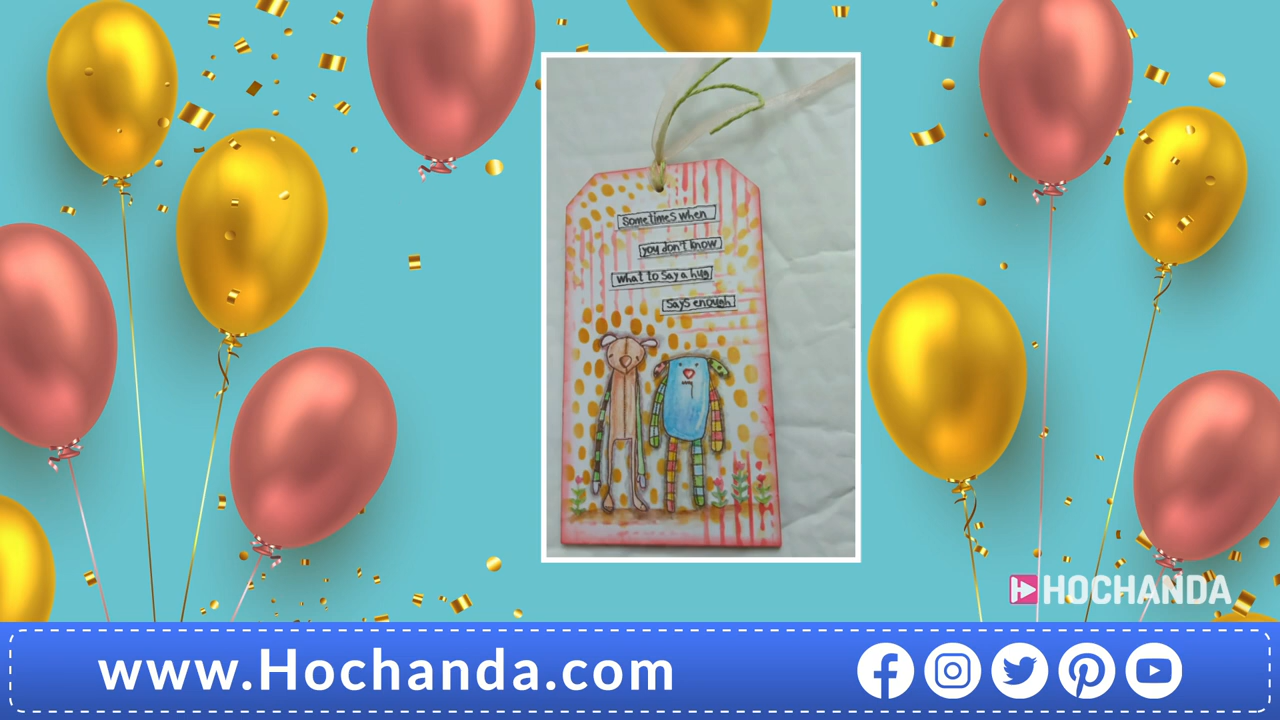 Sometimes when
you don't know
what to say a hug
says enough
HOCHANDA
www.Hochanda.com